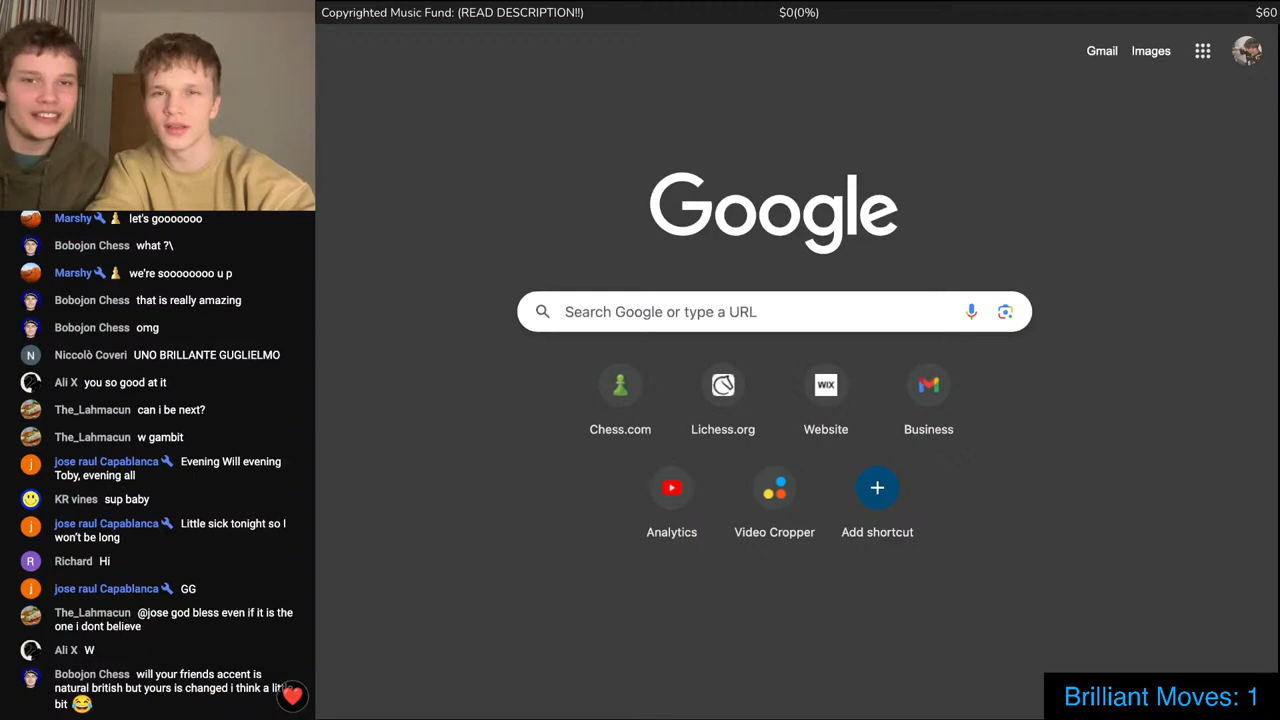 Copyrighted Music Fund: (READ DESCRIPTION!!) $0(0%) $60
Gmail Images
Google
Search Google or type a URL
Chess.com Lichess.org WIX Website Business
Analytics Video Cropper Add shortcut
Marshy let's gooooooo
Bobojon Chess what ?\
Marshy we're soooooooo u p
Bobojon Chess that is really amazing
Bobojon Chess omg
N Niccolò Coveri UNO BRILLANTE GUGLIELMO
Ali X you so good at it
The_Lahmacun can i be next?
The_Lahmacun w gambit
j jose raul Capablanca Evening Will evening
Toby, evening all
KR vines sup baby
j jose raul Capablanca Little sick tonight so I
won't be long
R Richard Hi
j jose raul Capablanca GG
The_Lahmacun @jose god bless even if it is the
one i dont believe
Ali X W
Bobojon Chess will your friends accent is
natural british but yours is changed i think a
bit
Brilliant Moves: 1